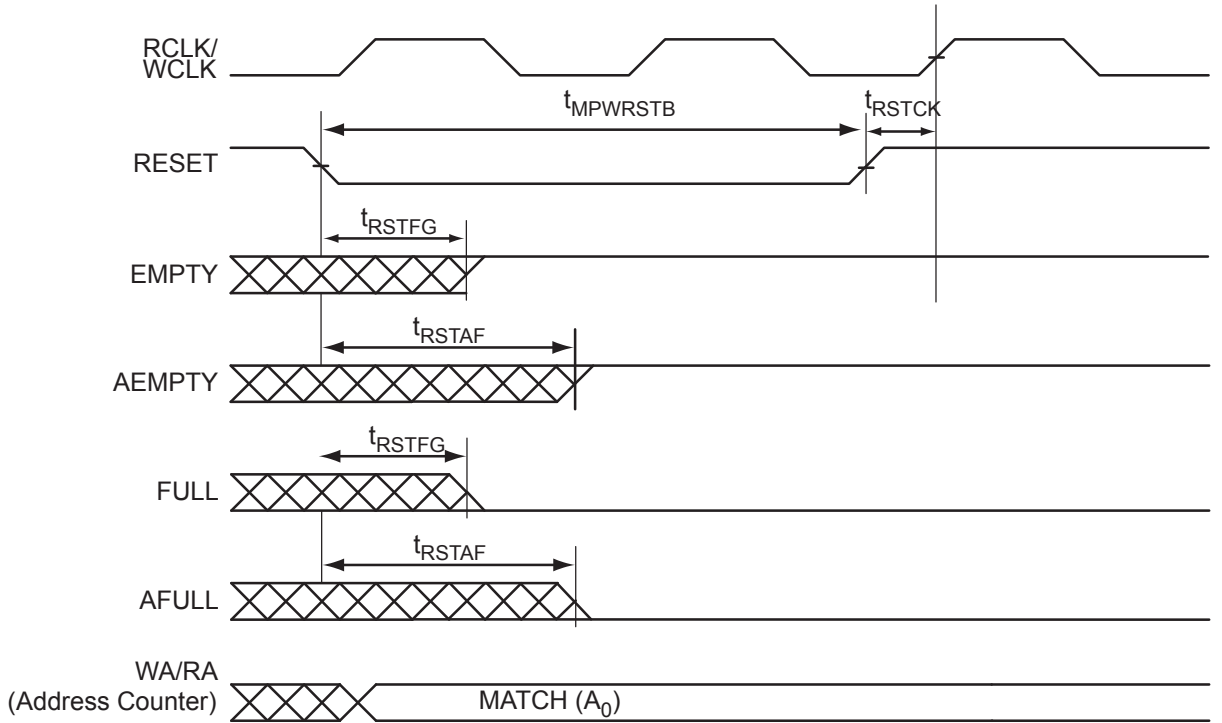 RCLK/
WCLK
tMPWRSTB
tRSTCK
RESET
tRSTFG
EMPTY
tRSTAF
AEMPTY
tRSTFG
FULL
tRSTAF
AFULL
WA/RA
(Address Counter)
MATCH (A0)